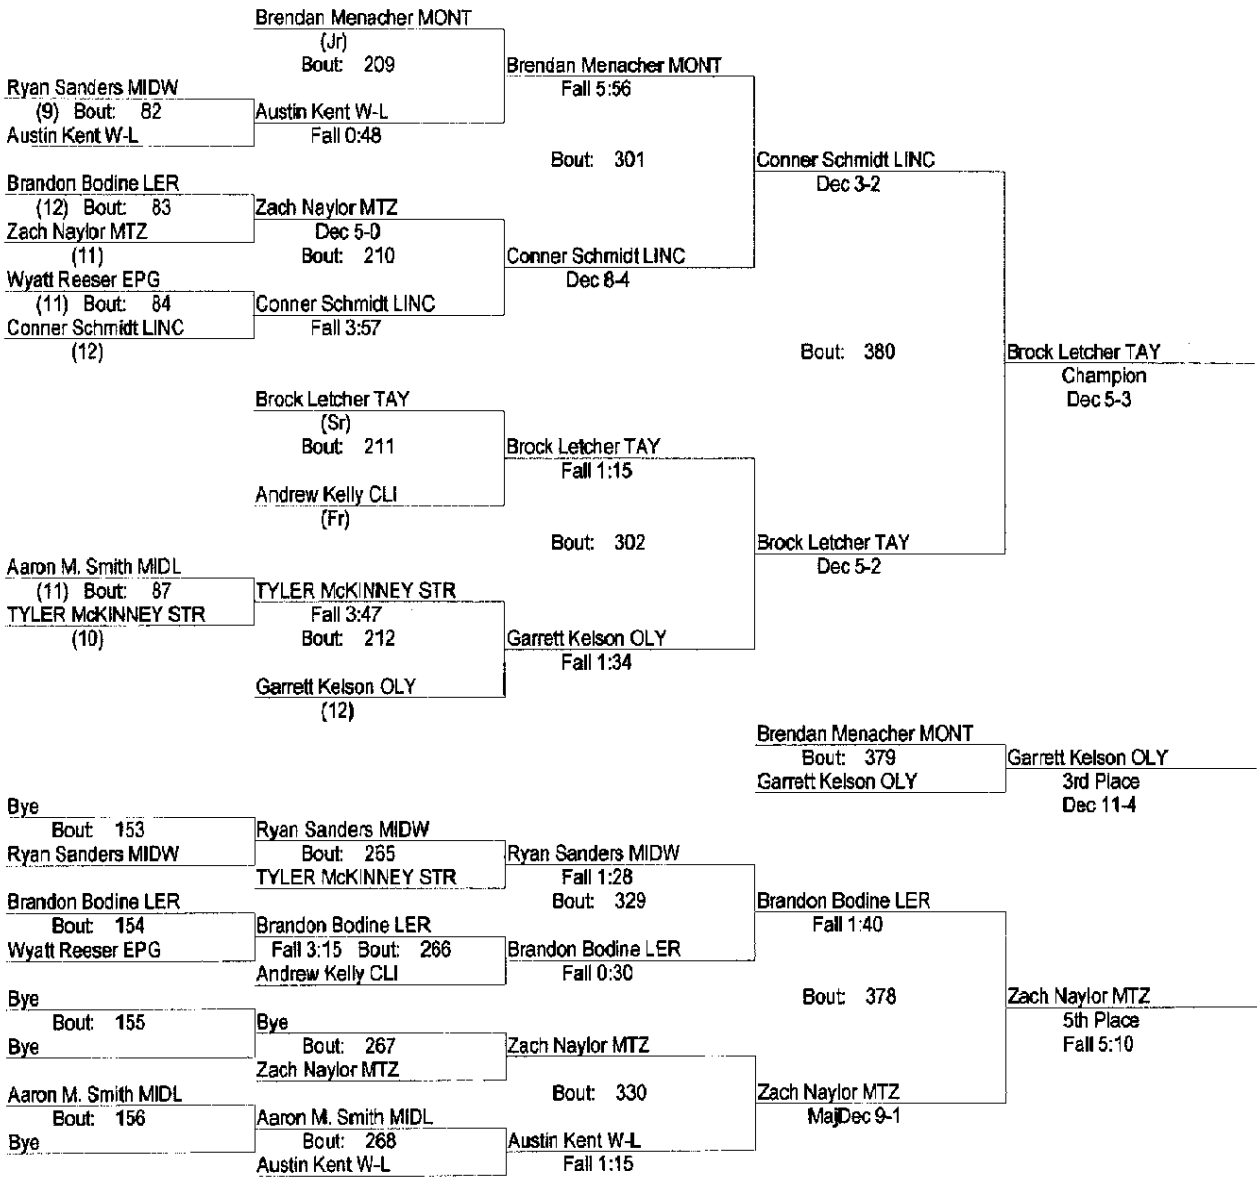 Brendan Menacher MONT
(Jr)
Bout: 209
Brendan Menacher MONT
Fall 5:56
Ryan Sanders MIDW
(9) Bout: 82
Austin Kent W-L
Austin Kent W-L
Fall 0:48
Bout: 301
Conner Schmidt LINC
Dec 3-2
Brandon Bodine LER
(12) Bout: 83
Zach Naylor MTZ
(11)
Zach Naylor MTZ
Dec 5-0
Bout: 210
Conner Schmidt LINC
Dec 8-4
Wyatt Reeser EPG
(11) Bout: 84
Conner Schmidt LINC
(12)
Conner Schmidt LINC
Fall 3:57
Bout: 380
Brock Letcher TAY
Champion
Dec 5-3
Brock Letcher TAY
(Sr)
Bout: 211
Brock Letcher TAY
Fall 1:15
Andrew Kelly CLI
(Fr)
Bout: 302
Brock Letcher TAY
Dec 5-2
Aaron M. Smith MIDL
(11) Bout: 87
TYLER McKINNEY STR
(10)
TYLER McKINNEY STR
Fall 3:47
Bout: 212
Garrett Kelson OLY
Fall 1:34
Garrett Kelson OLY
(12)
Brendan Menacher MONT
Bout: 379
Garrett Kelson OLY
Garrett Kelson OLY
3rd Place
Dec 11-4
Bye
Bout: 153
Ryan Sanders MIDW
Ryan Sanders MIDW
Bout: 265
TYLER McKINNEY STR
Ryan Sanders MIDW
Fall 1:28
Bout: 329
Brandon Bodine LER
Bout: 154
Wyatt Reeser EPG
Brandon Bodine LER
Fall 3:15 Bout: 266
Andrew Kelly CLI
Brandon Bodine LER
Fall 0:30
Brandon Bodine LER
Fall 1:40
Bye
Bout: 155
Bye
Bye
Bout: 267
Zach Naylor MTZ
Zach Naylor MTZ
Bout: 378
Zach Naylor MTZ
5th Place
Fall 5:10
Aaron M. Smith MIDL
Bout: 156
Bye
Aaron M. Smith MIDL
Bout: 268
Austin Kent W-L
Bout: 330
Austin Kent W-L
Fall 1:15
Zach Naylor MTZ
MajDec 9-1